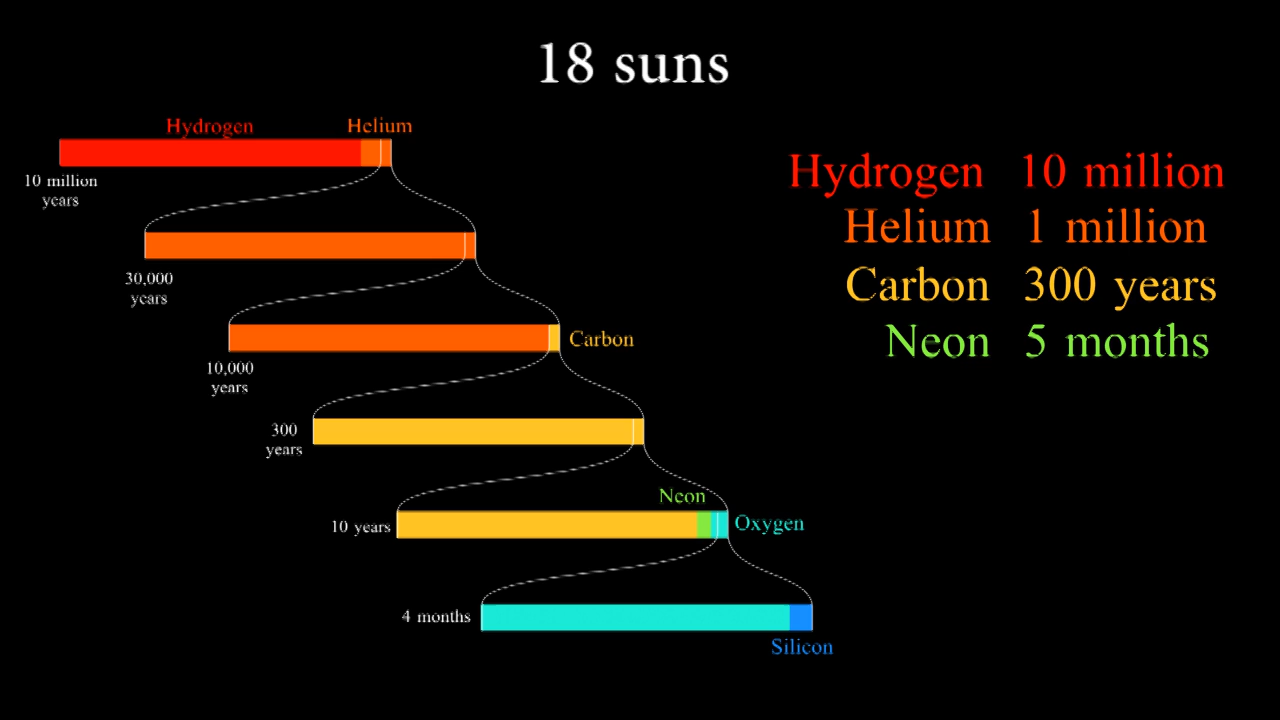 18 suns
Hydrogen Helium
10 million
years
30,000
years
10,000
years
Carbon
300
years
Neon
10 years
Oxygen
4 months
Silicon
Hydrogen 10 million
Helium 1 million
Carbon 300 years
Neon 5 months